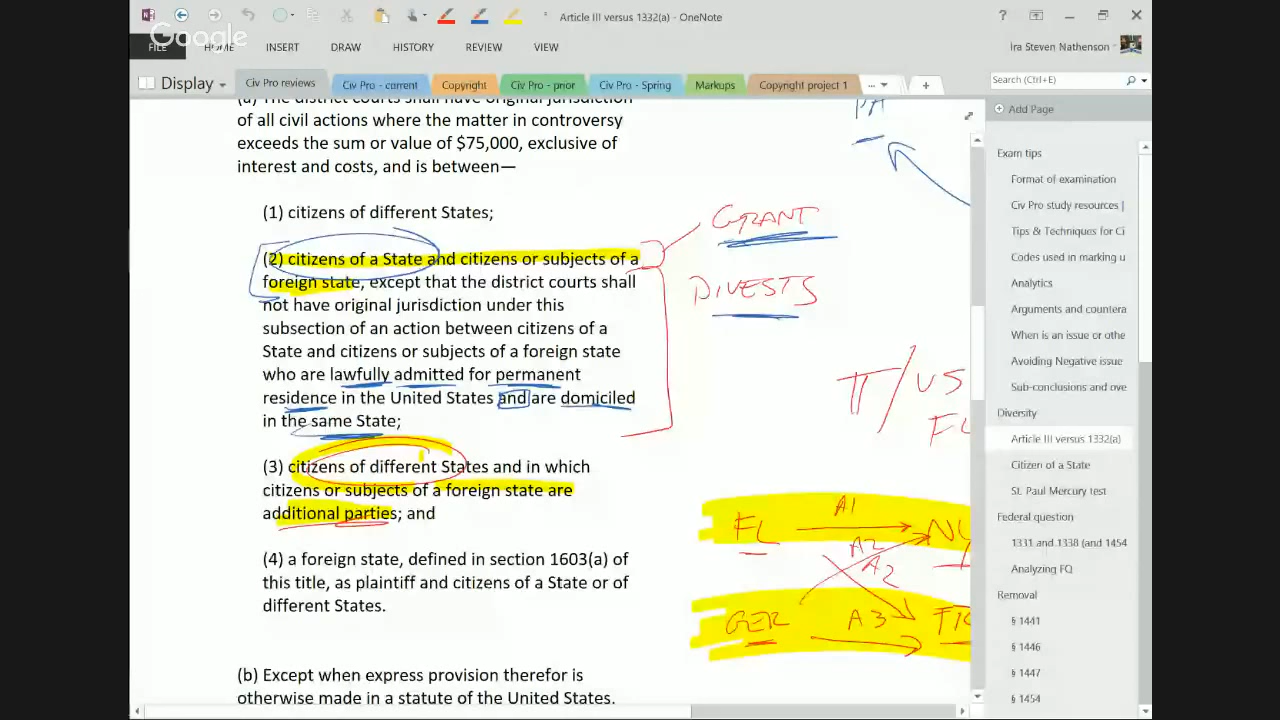 Article III versus 1332(a) - OneNote
Google
FILE HOME INSERT DRAW HISTORY REVIEW VIEW
Ira Steven Nathenson
Display Civ Pro reviews Civ Pro - current Copyright Civ Pro - prior Civ Pro - Spring Markups Copyright project 1 ...
Search (Ctrl+E)
(a) The district courts shall have original jurisdiction
of all civil actions where the matter in controversy
exceeds the sum or value of $75,000, exclusive of
interest and costs, and is between—
(1) citizens of different States;
(2) citizens of a State and citizens or subjects of a
foreign state, except that the district courts shall
not have original jurisdiction under this
subsection of an action between citizens of a
State and citizens or subjects of a foreign state
who are lawfully admitted for permanent
residence in the United States and are domiciled
in the same State;
(3) citizens of different States and in which
citizens or subjects of a foreign state are
additional parties; and
(4) a foreign state, defined in section 1603(a) of
this title, as plaintiff and citizens of a State or of
different States.
(b) Except when express provision therefor is
otherwise made in a statute of the United States.
PA
GRANT
DIVESTS
π/US
FL
FL A1 NY
A2
A2
GER A3 FR
Add Page
Exam tips
Format of examination
Civ Pro study resources |
Tips & Techniques for Ci
Codes used in marking u
Analytics
Arguments and countera
When is an issue or othe
Avoiding Negative issue
Sub-conclusions and ove
Diversity
Article III versus 1332(a)
Citizen of a State
St. Paul Mercury test
Federal question
1331 and 1338 (and 1454
Analyzing FQ
Removal
§ 1441
§ 1446
§ 1447
§ 1454